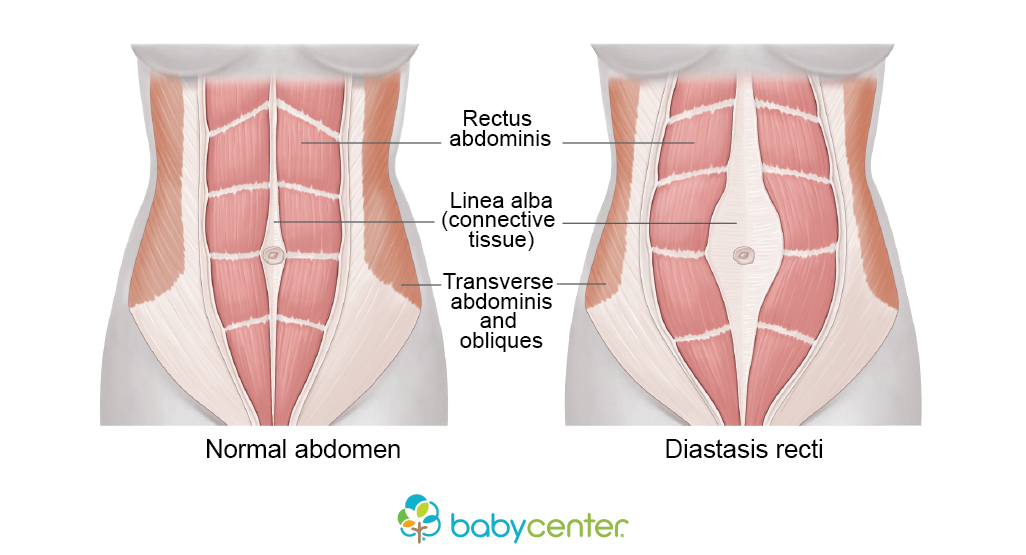 Rectus
abdominis
Linea alba
(connective
tissue)
Transverse
abdominis
and
obliques
Normal abdomen
Diastasis recti
babycenter.